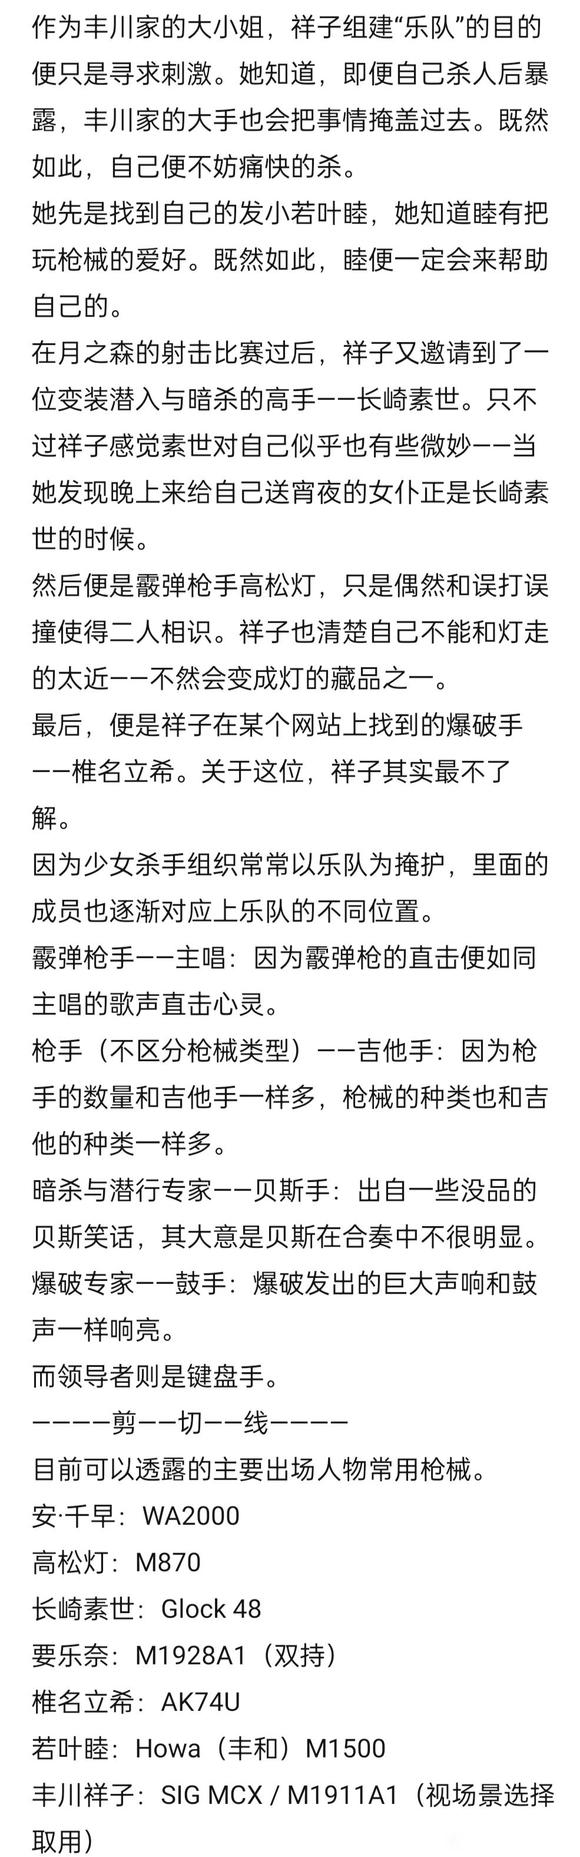 作为丰川家的大小姐，祥子组建“乐队”的目的
便只是寻求刺激。她知道，即便自己杀人后暴
露，丰川家的大手也会把事情掩盖过去。既然
如此，自己便不妨痛快的杀。
她先是找到自己的发小若叶睦，她知道睦有把
玩枪械的爱好。既然如此，睦便一定会来帮助
自己的。
在月之森的射击比赛过后，祥子又邀请到了一
位变装潜入与暗杀的高手——长崎素世。只不
过祥子感觉素世对自己似乎也有些微妙——当
她发现晚上来给自己送宵夜的女仆正是长崎素
世的时候。
然后便是霰弹枪手高松灯，只是偶然和误打误
撞使得二人相识。祥子也清楚自己不能和灯走
的太近——不然会变成灯的藏品之一。
最后，便是祥子在某个网站上找到的爆破手
——椎名立希。关于这位，祥子其实最不了
解。
因为少女杀手组织常常以乐队为掩护，里面的
成员也逐渐对应上乐队的不同位置。
霰弹枪手——主唱：因为霰弹枪的直击便如同
主唱的歌声直击心灵。
枪手（不区分枪械类型）——吉他手：因为枪
手的数量和吉他手一样多，枪械的种类也和吉
他的种类一样多。
暗杀与潜行专家——贝斯手：出自一些没品的
贝斯笑话，其大意是贝斯在合奏中不很明显。
爆破专家——鼓手：爆破发出的巨大声响和鼓
声一样响亮。
而领导者则是键盘手。
————剪——切——线————
目前可以透露的主要出场人物常用枪械。
安·千早：WA2000
高松灯：M870
长崎素世：Glock 48
要乐奈：M1928A1（双持）
椎名立希：AK74U
若叶睦：Howa（丰和）M1500
丰川祥子：SIG MCX / M1911A1（视场景选择
取用）